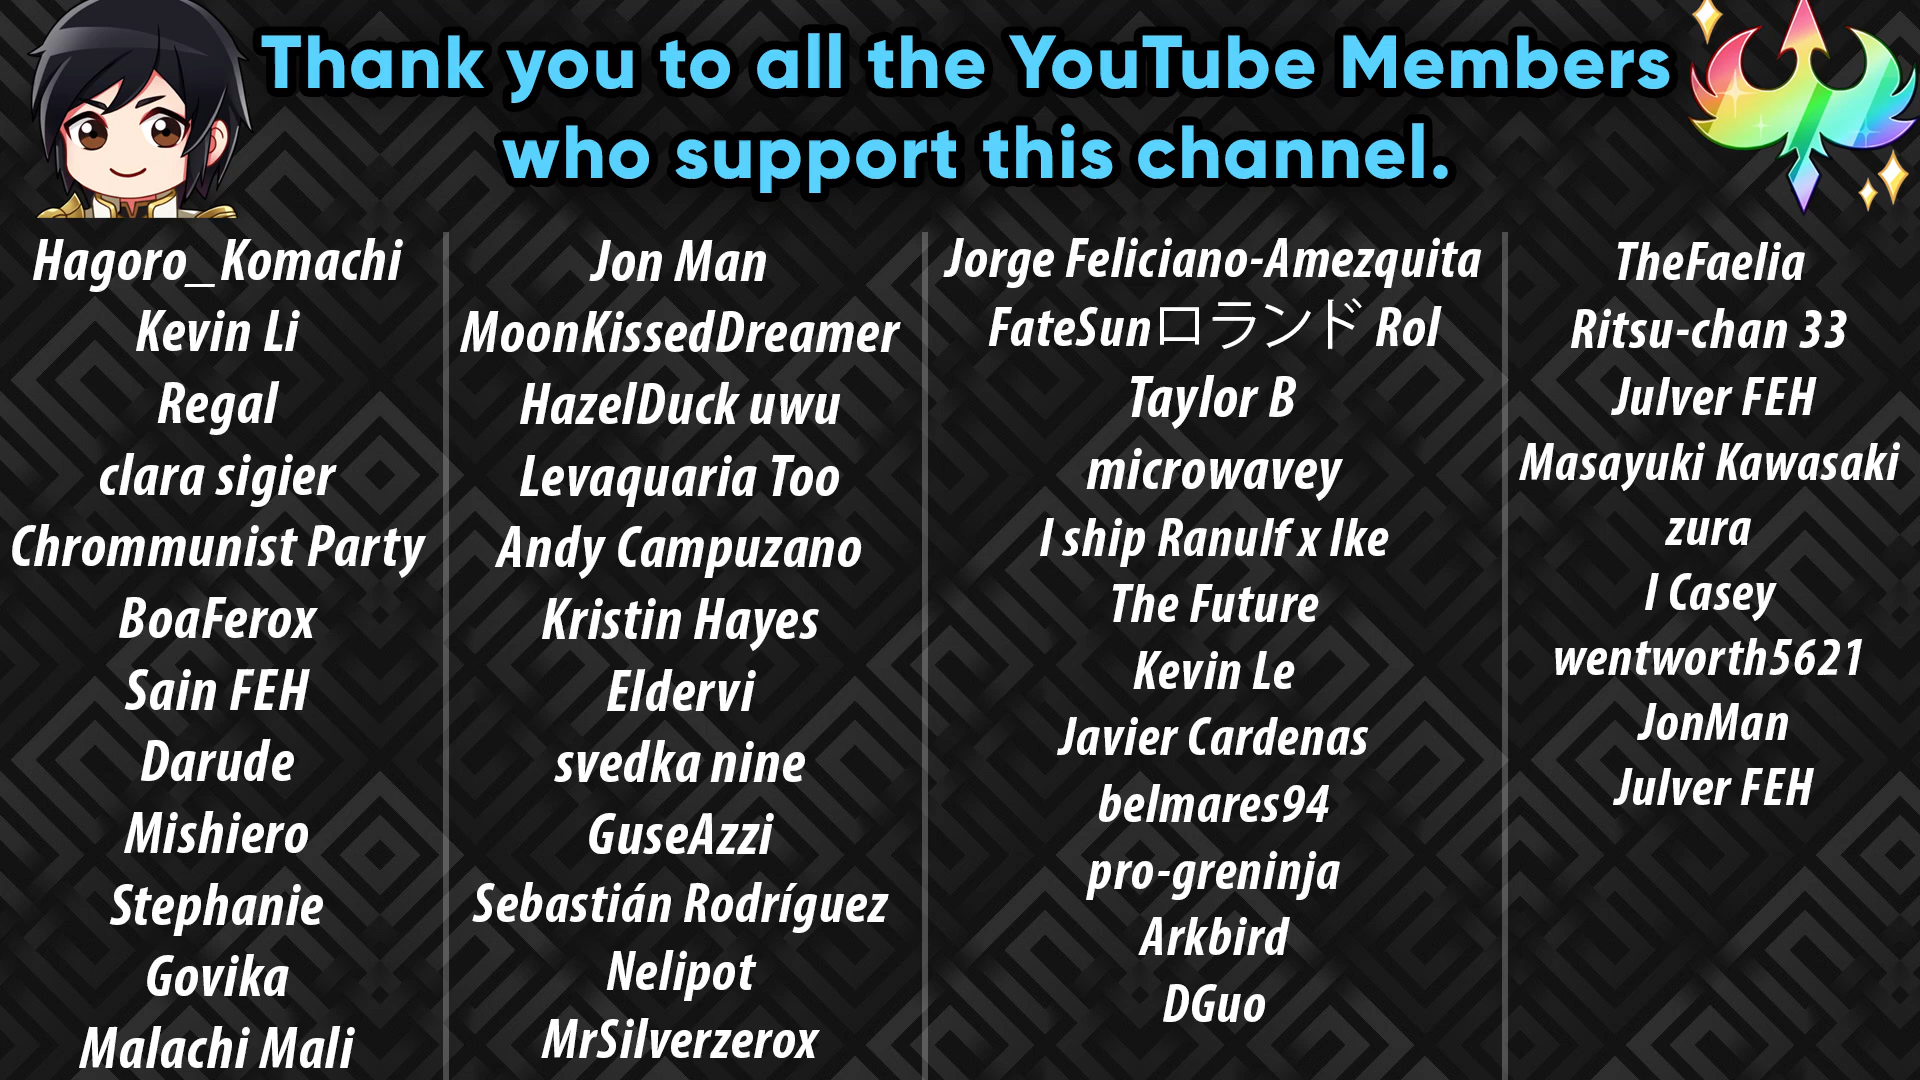 Thank you to all the YouTube Members
who support this channel.
Hagoro_Komachi
Kevin Li
Regal
clara sigier
Chrommunist Party
BoaFerox
Sain FEH
Darude
Mishiero
Stephanie
Govika
Malachi Mali
Jon Man
MoonKissedDreamer
HazelDuck uwu
Levaquaria Too
Andy Campuzano
Kristin Hayes
Eldervi
svedka nine
GuseAzzi
Sebastián Rodríguez
Nelipot
MrSilverzerox
Jorge Feliciano-Amezquita
FateSunロランド Rol
Taylor B
microwavey
I ship Ranulf x Ike
The Future
Kevin Le
Javier Cardenas
belmares94
pro-greninja
Arkbird
DGuo
TheFaelia
Ritsu-chan 33
Julver FEH
Masayuki Kawasaki
zura
I Casey
wentworth5621
JonMan
Julver FEH